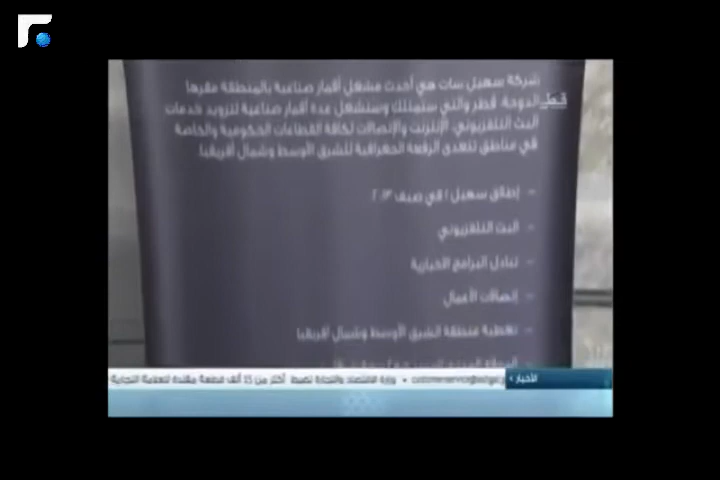 شركة سهيل سات هي أحدث مشغل أقمار صناعية بالمنطقة مقرها
الدوحة، قطر والتي ستمتلك وستشغل عدة أقمار صناعية لتزويد خدمات
البث التلفزيوني، الإنترنت والإتصالات لكافة القطاعات الحكومية والخاصة
في مناطق تتعدى الرقعة الجغرافية للشرق الأوسط وشمال أفريقيا.
قطر
- إطلاق سهيل ١ في صيف ٢٠١٣
- البث التلفزيوني
- تبادل البرامج الاخبارية
- إتصالات الأعمال
- تغطية منطقة الشرق الأوسط وشمال أفريقيا
الأخبار ‹ • وزارة الاقتصاد والتجارة تضبط أكثر من 15 ألف قطعة مقلدة لعلامة التجارية